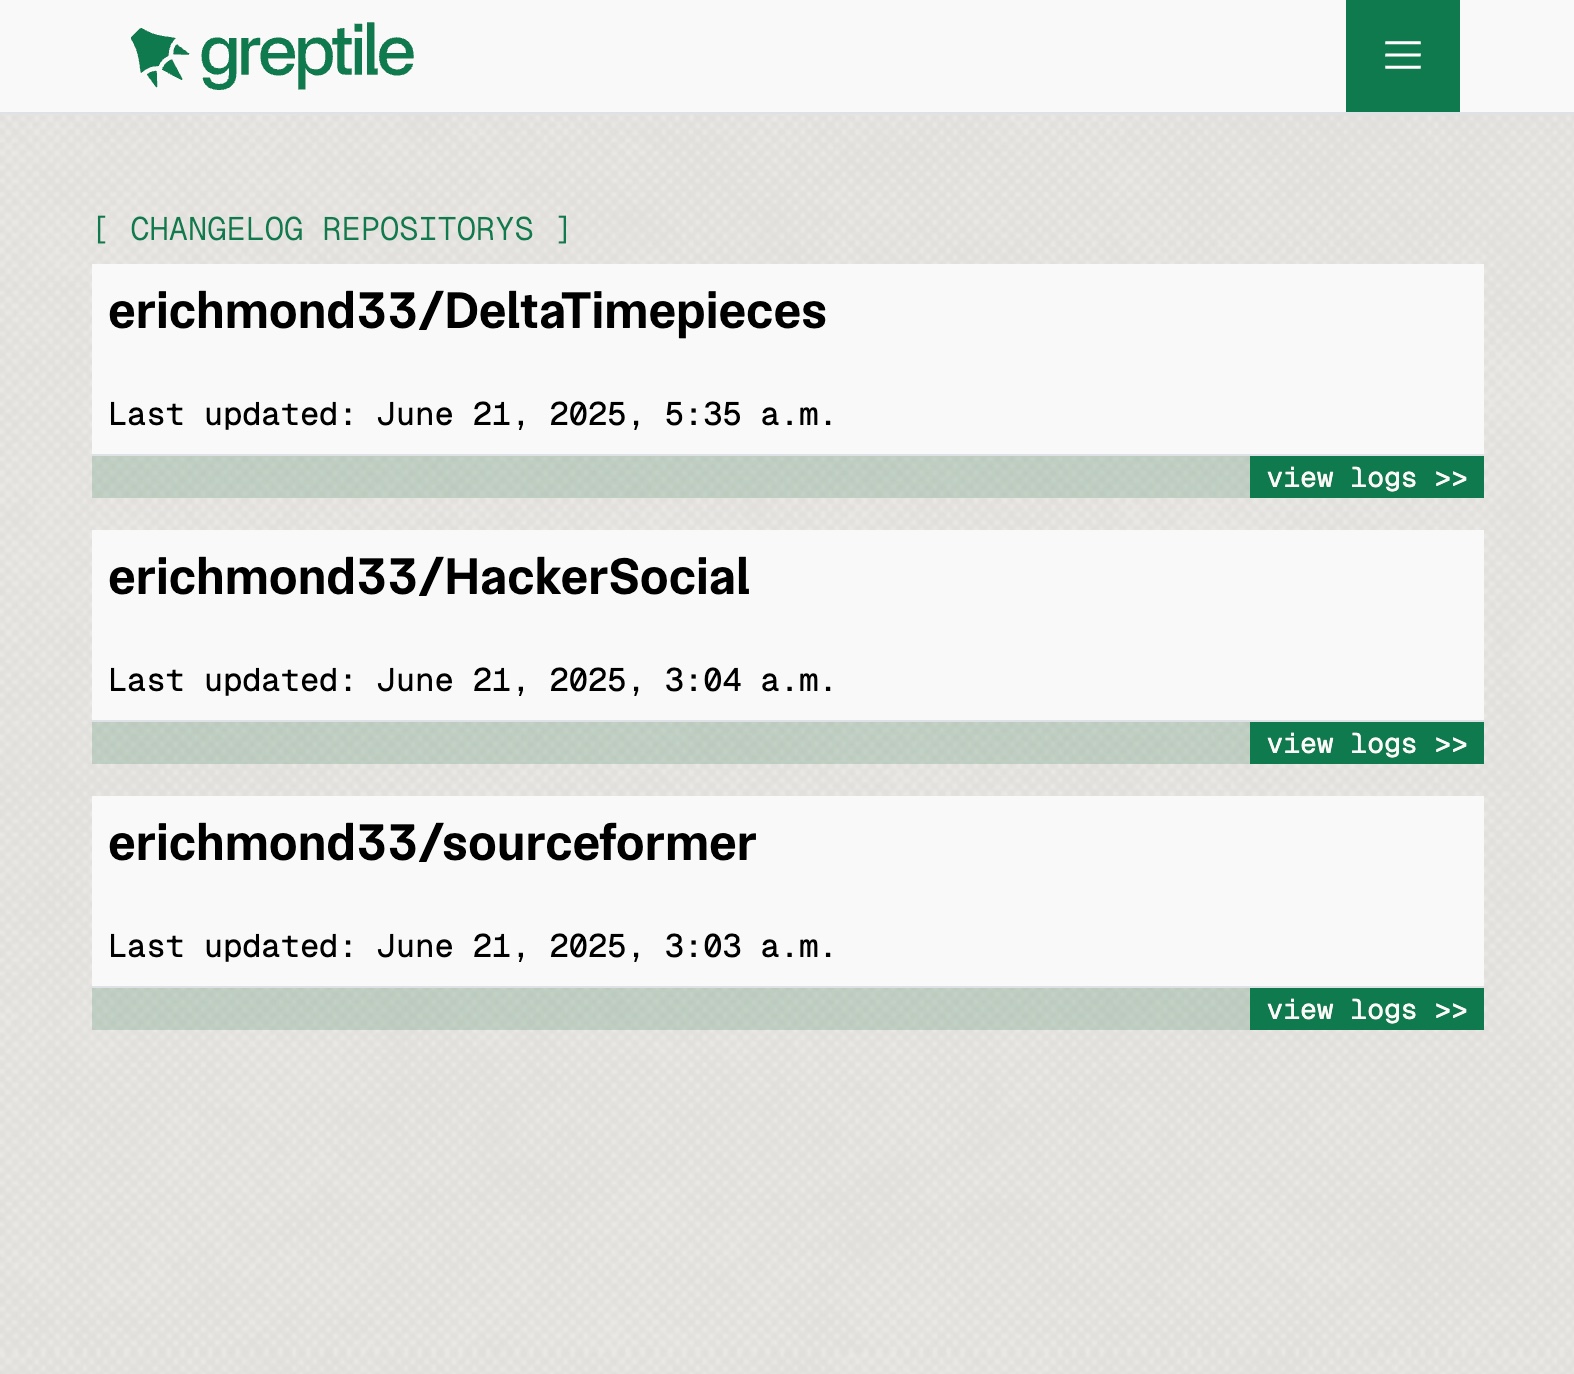 greptile
[ CHANGELOG REPOSITORYS ]
erichmond33/DeltaTimepieces
Last updated: June 21, 2025, 5:35 a.m.
view logs >>
erichmond33/HackerSocial
Last updated: June 21, 2025, 3:04 a.m.
view logs >>
erichmond33/sourceformer
Last updated: June 21, 2025, 3:03 a.m.
view logs >>